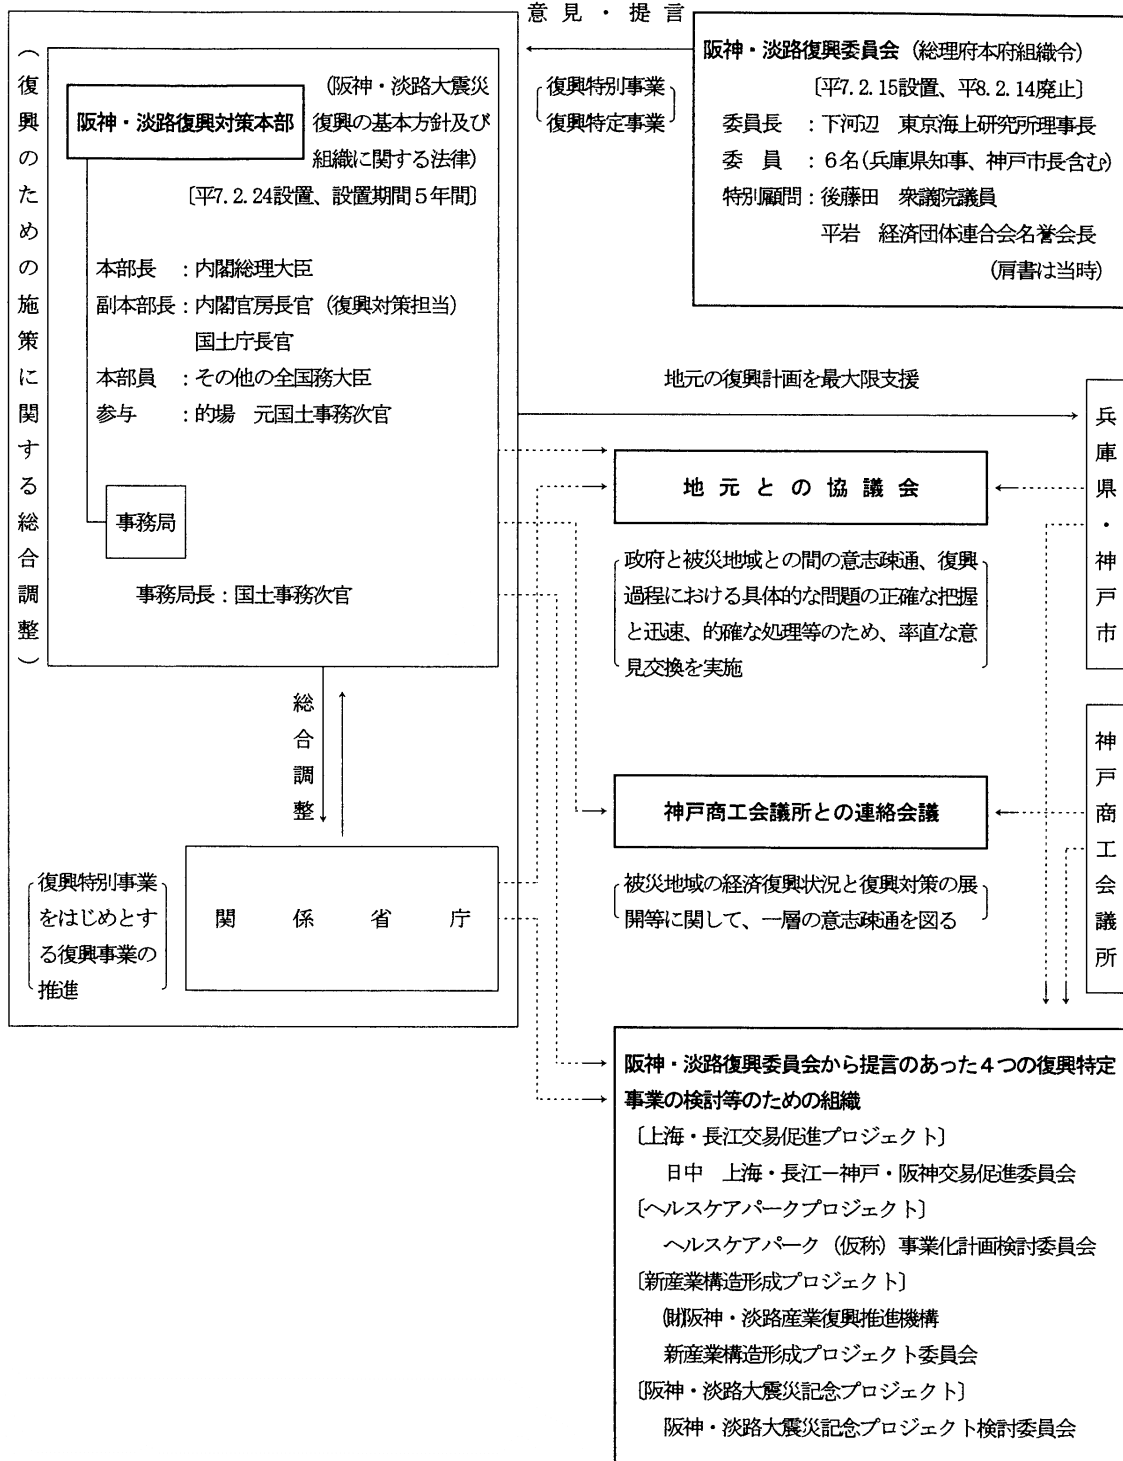 意見・提言
(復興のための施策に関する総合調整)
阪神・淡路復興対策本部
(阪神・淡路大震災
復興の基本方針及び
組織に関する法律)
〔平7.2.24設置、設置期間5年間〕
本部長 :内閣総理大臣
副本部長:内閣官房長官(復興対策担当)
国土庁長官
本部員 :その他の全国務大臣
参与 :的場 元国土事務次官
事務局
事務局長:国土事務次官
総合調整
復興特別事業
をはじめとす
る復興事業の
推進
関係省庁
復興特別事業
復興特定事業
阪神・淡路復興委員会(総理府本府組織令)
〔平7.2.15設置、平8.2.14廃止〕
委員長 :下河辺 東京海上研究所理事長
委員 :6名(兵庫県知事、神戸市長含む)
特別顧問:後藤田 衆議院議員
平岩 経済団体連合会名誉会長
(肩書は当時)
地元の復興計画を最大限支援
兵庫県・神戸市
地元との協議会
政府と被災地域との間の意志疎通、復興
過程における具体的な問題の正確な把握
と迅速、的確な処理等のため、率直な意
見交換を実施
神戸商工会議所
神戸商工会議所との連絡会議
被災地域の経済復興状況と復興対策の展
開等に関して、一層の意志疎通を図る
阪神・淡路復興委員会から提言のあった4つの復興特定
事業の検討等のための組織
〔上海・長江交易促進プロジェクト〕
日中 上海・長江ー神戸・阪神交易促進委員会
〔ヘルスケアパークプロジェクト〕
ヘルスケアパーク(仮称)事業化計画検討委員会
〔新産業構造形成プロジェクト〕
(財)阪神・淡路産業復興推進機構
新産業構造形成プロジェクト委員会
〔阪神・淡路大震災記念プロジェクト〕
阪神・淡路大震災記念プロジェクト検討委員会